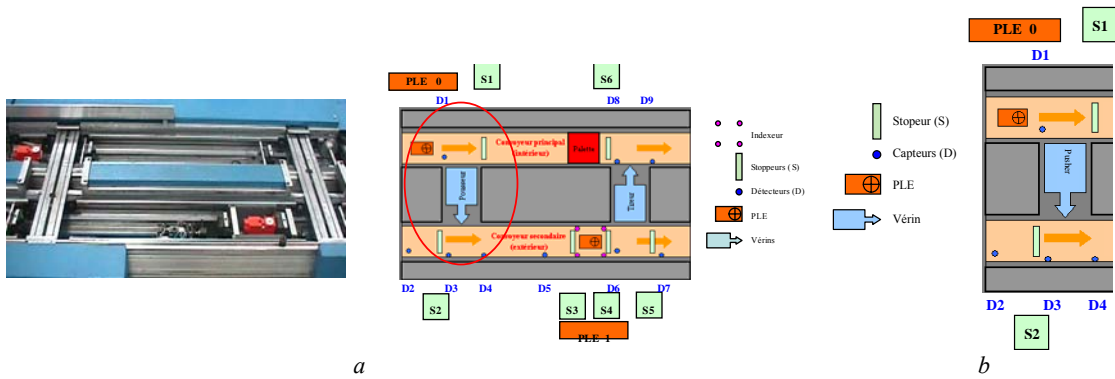 PLE 0
S1
S6
D1
D8
D9
Convoyeur principal
(intérieur)
Palette
Pousseur
Tireur
Convoyeur secondaire
(extérieur)
D2
D3
D4
D5
D6
D7
S2
S3
S4
S5
PLE 1
Indexeur
Stoppeurs (S)
Détecteurs (D)
PLE
Vérins
a
PLE 0
S1
D1
Pusher
D2
D3
D4
S2
Stopeur (S)
Capteurs (D)
PLE
Vérin
b